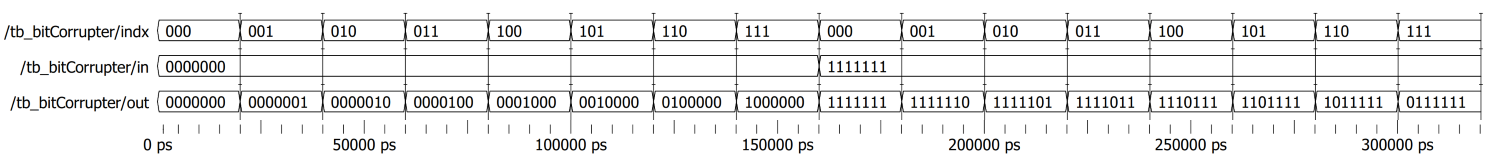 /tb_bitCorrupter/indx 000 001 010 011 100 101 110 111 000 001 010 011 100 101 110 111
/tb_bitCorrupter/in 0000000 1111111
/tb_bitCorrupter/out 0000000 0000001 0000010 0000100 0001000 0010000 0100000 1000000 1111111 1111110 1111101 1111011 1110111 1101111 1011111 0111111
0 ps 50000 ps 100000 ps 150000 ps 200000 ps 250000 ps 300000 ps